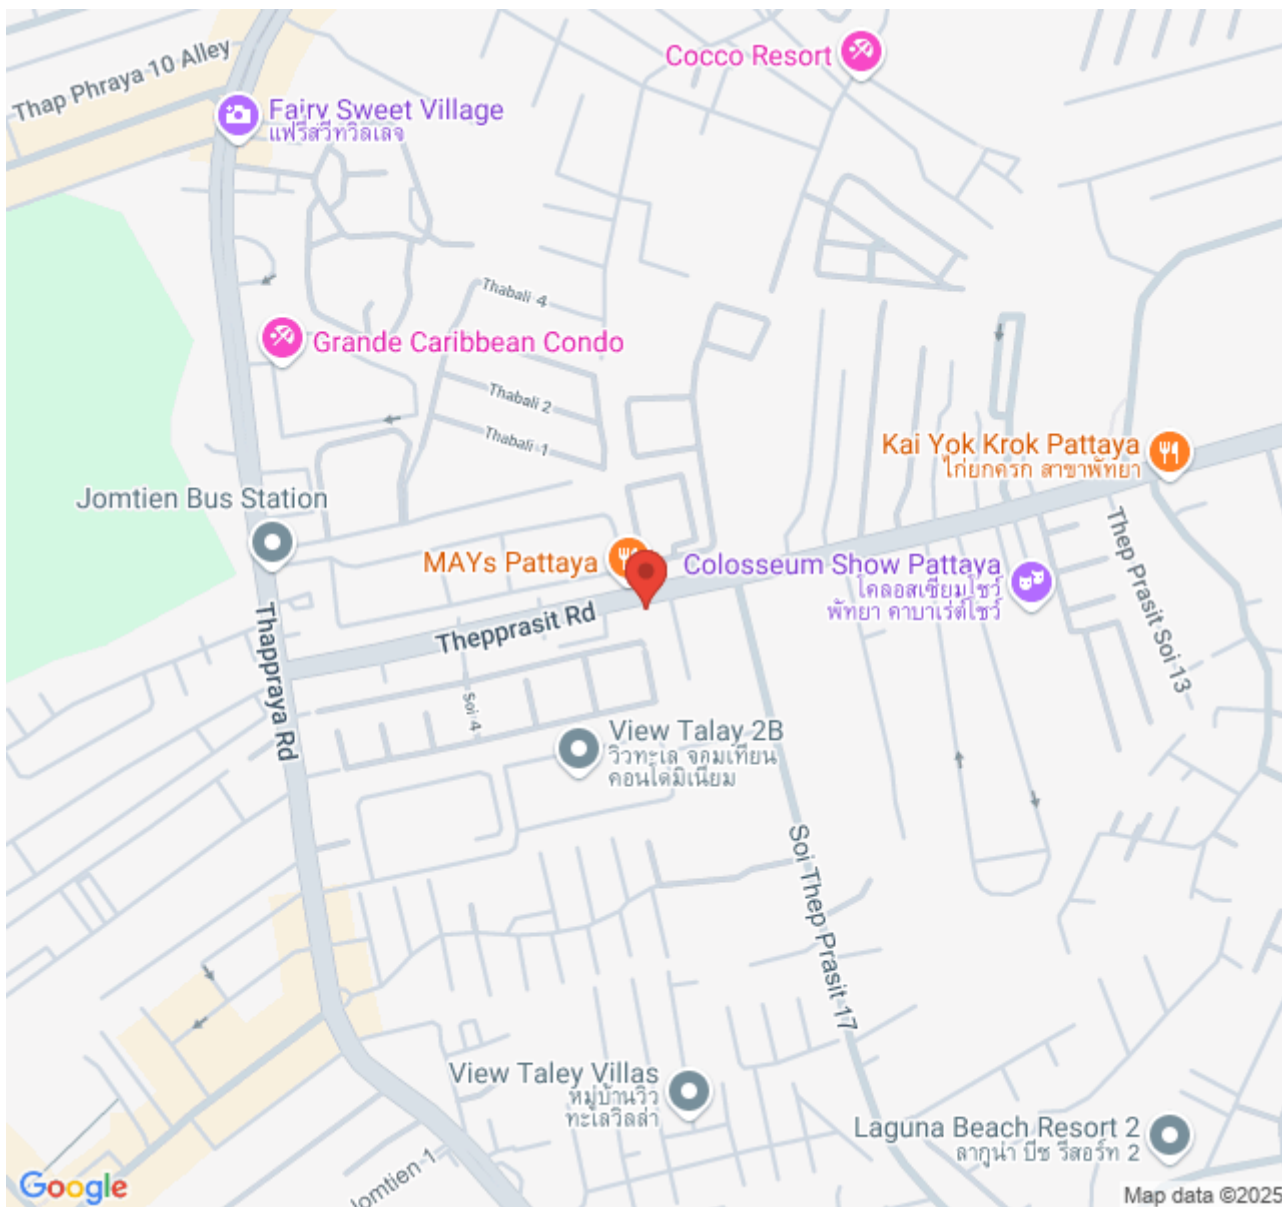 Cocco Resort
Thap Phraya 10 Alley
Fairy Sweet Village
แฟรี่สวีทวิลเลจ
Thabali 4
Grande Caribbean Condo
Thabali 2
Thabali 1
Kai Yok Krok Pattaya
ไก่ยกครก สาขาพัทยา
Jomtien Bus Station
MAYs Pattaya
Colosseum Show Pattaya
โคลอสเซียมโชว์
พัทยา คาบาเร่ต์โชว์
Thep Prasit Soi 13
Thepprasit Rd
Thappraya Rd
Soi 4
View Talay 2B
วิวทะเล จอมเทียน
คอนโดมิเนียม
Soi Thep Prasit 17
View Taley Villas
หมู่บ้านวิว
ทะเลวิลล่า
Laguna Beach Resort 2
ลากูน่า บีช รีสอร์ท 2
Jomtien 1
Google
Map data ©2025